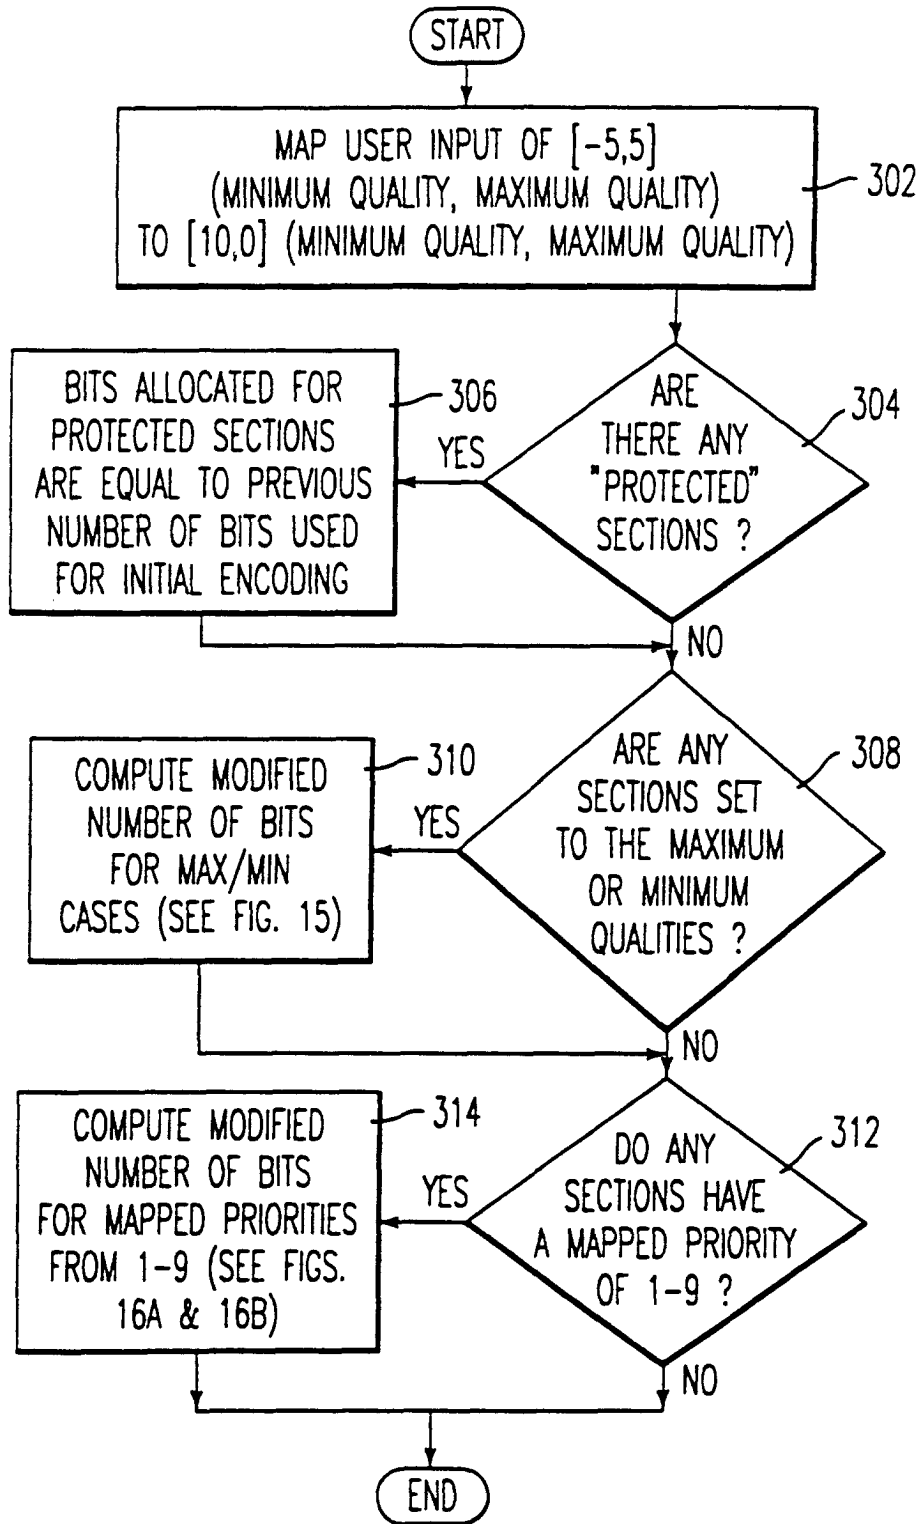 START
MAP USER INPUT OF [-5,5]
(MINIMUM QUALITY, MAXIMUM QUALITY)
TO [10,0] (MINIMUM QUALITY, MAXIMUM QUALITY)
302
ARE
THERE ANY
"PROTECTED"
SECTIONS ?
304
YES
BITS ALLOCATED FOR
PROTECTED SECTIONS
ARE EQUAL TO PREVIOUS
NUMBER OF BITS USED
FOR INITIAL ENCODING
306
NO
ARE ANY
SECTIONS SET
TO THE MAXIMUM
OR MINIMUM
QUALITIES ?
308
YES
COMPUTE MODIFIED
NUMBER OF BITS
FOR MAX/MIN
CASES (SEE FIG. 15)
310
NO
DO ANY
SECTIONS HAVE
A MAPPED PRIORITY
OF 1-9 ?
312
YES
COMPUTE MODIFIED
NUMBER OF BITS
FOR MAPPED PRIORITIES
FROM 1-9 (SEE FIGS.
16A & 16B)
314
NO
END